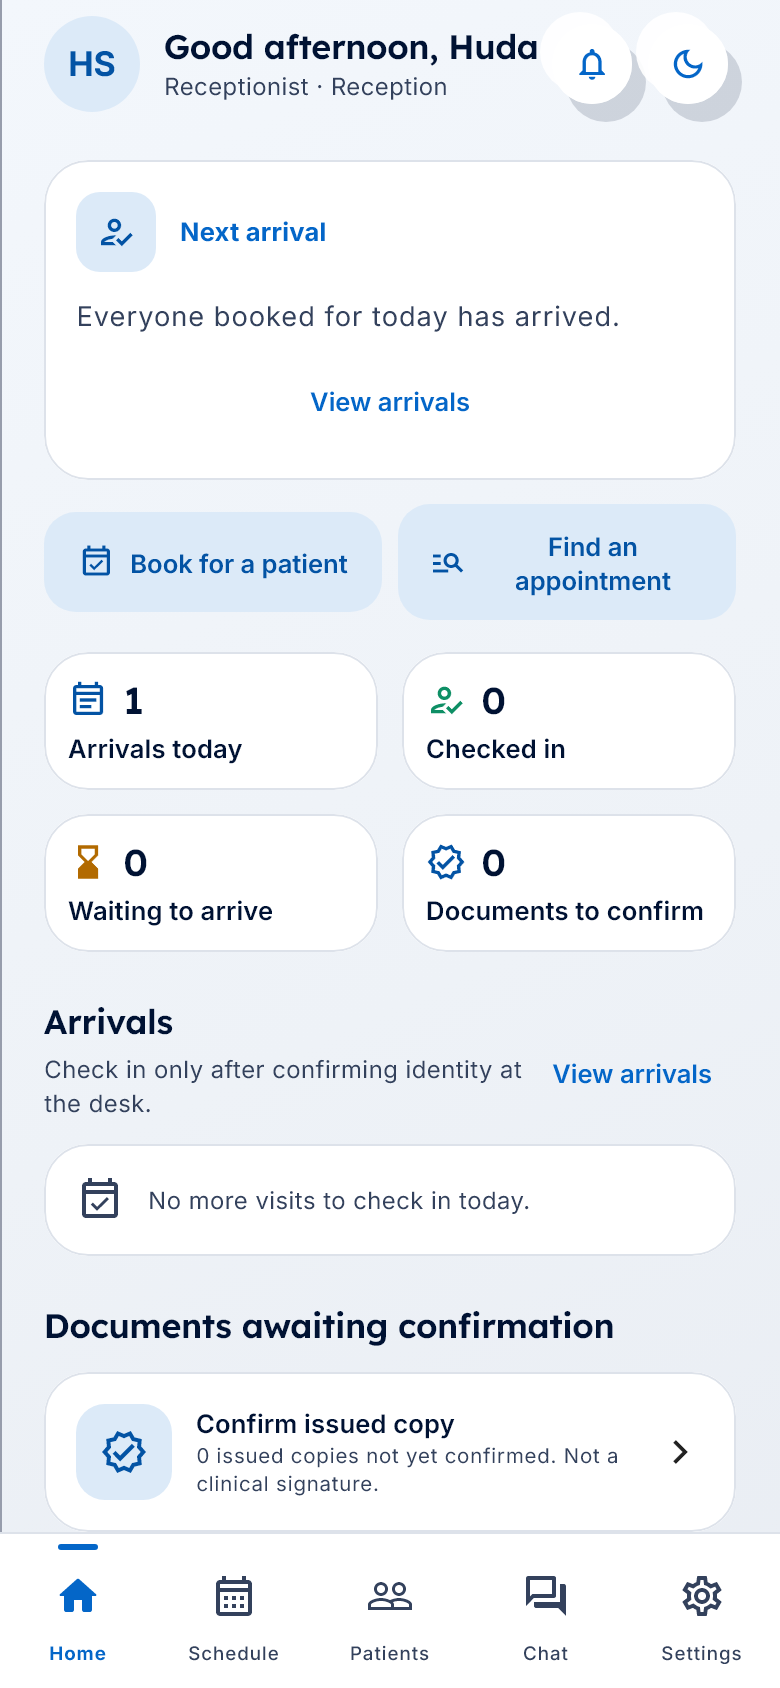 HS
Good afternoon, Huda
Receptionist · Reception
Next arrival
Everyone booked for today has arrived.
View arrivals
Book for a patient
Find an
appointment
1
Arrivals today
0
Checked in
0
Waiting to arrive
0
Documents to confirm
Arrivals
Check in only after confirming identity at
the desk.
View arrivals
No more visits to check in today.
Documents awaiting confirmation
Confirm issued copy
0 issued copies not yet confirmed. Not a
clinical signature.
Home
Schedule
Patients
Chat
Settings